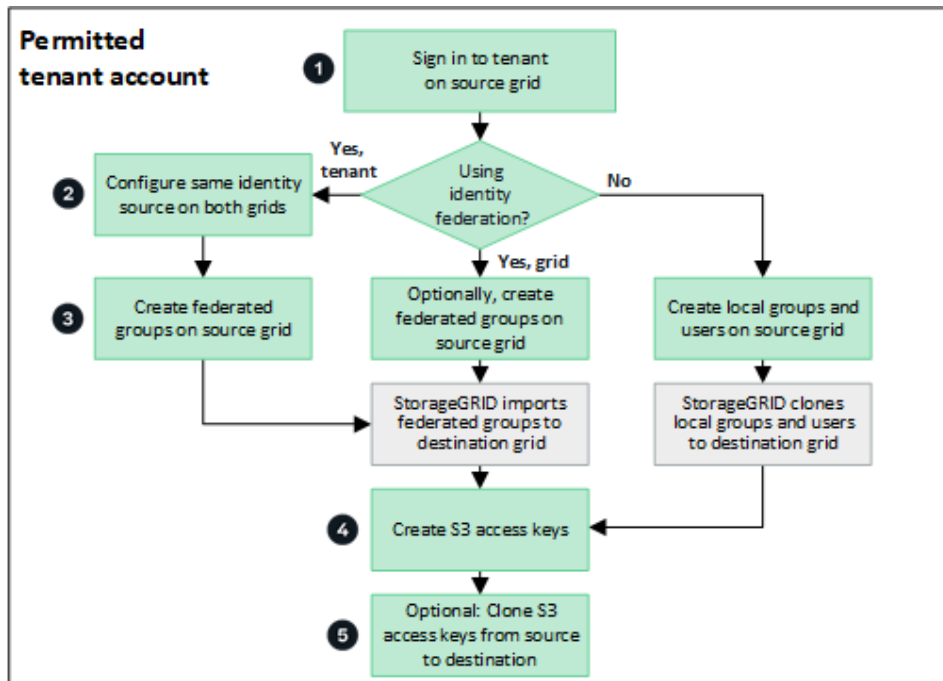 Permitted
tenant account
1
Sign in to tenant
on source grid
Yes,
tenant
Using
identity
federation?
No
2
Configure same identity
source on both grids
Yes, grid
3
Create federated
groups on source grid
Optionally, create
federated groups on
source grid
Create local groups and
users on source grid
StorageGRID imports
federated groups to
destination grid
StorageGRID clones
local groups and users
to destination grid
4
Create S3 access keys
5
Optional: Clone S3
access keys from source
to destination